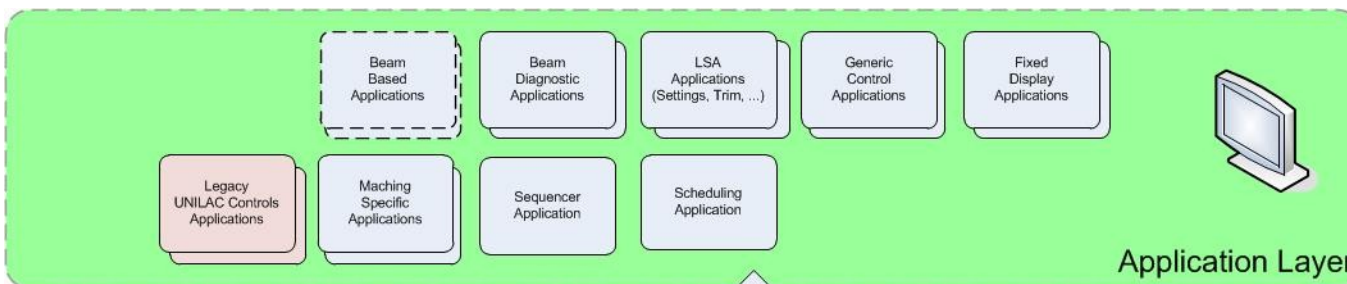 Beam
Based
Applications
Beam
Diagnostic
Applications
LSA
Applications
(Settings, Trim, ...)
Generic
Control
Applications
Fixed
Display
Applications
Legacy
UNILAC Controls
Applications
Maching
Specific
Applications
Sequencer
Application
Scheduling
Application
Application Layer